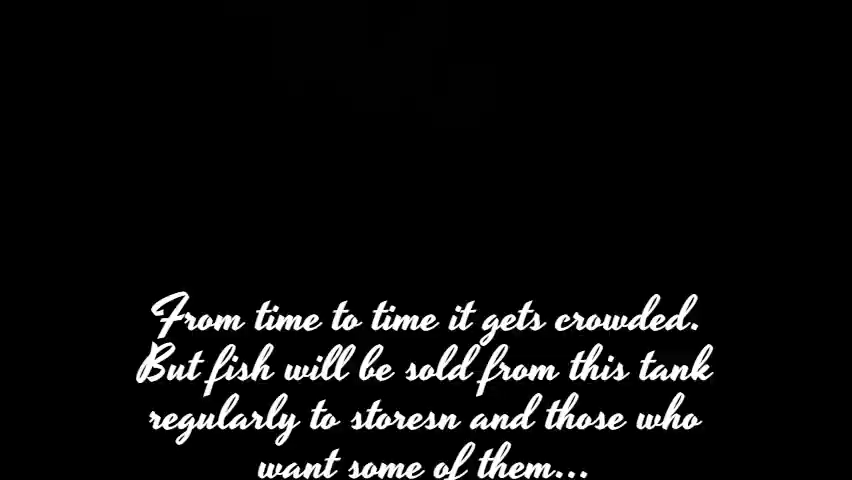 From time to time it gets crowded.
But fish will be sold from this tank
regularly to storesn and those who
want some of them...